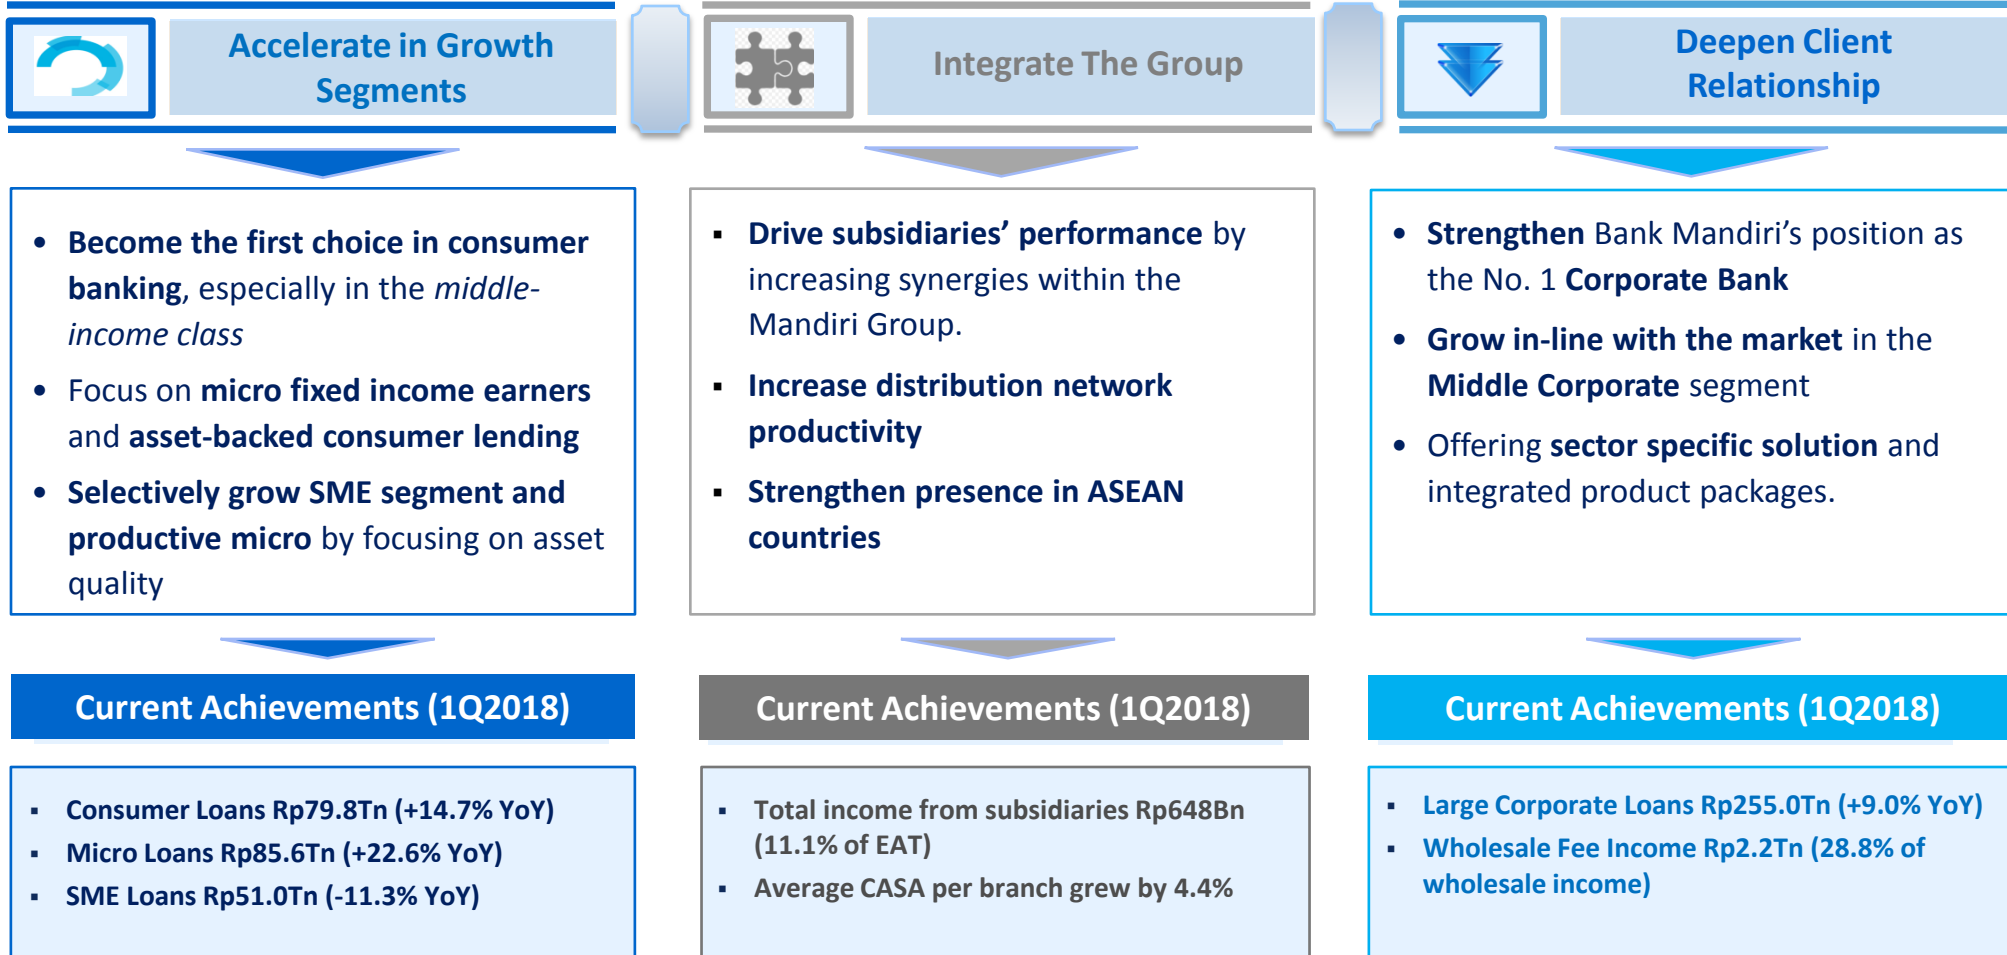 Accelerate in Growth
Segments
Integrate The Group
Deepen Client
Relationship
• Become the first choice in consumer
banking, especially in the middle-
income class
• Focus on micro fixed income earners
and asset-backed consumer lending
• Selectively grow SME segment and
productive micro by focusing on asset
quality
▪ Drive subsidiaries’ performance by
increasing synergies within the
Mandiri Group.
▪ Increase distribution network
productivity
▪ Strengthen presence in ASEAN
countries
• Strengthen Bank Mandiri’s position as
the No. 1 Corporate Bank
• Grow in-line with the market in the
Middle Corporate segment
• Offering sector specific solution and
integrated product packages.
Current Achievements (1Q2018)
Current Achievements (1Q2018)
Current Achievements (1Q2018)
▪ Consumer Loans Rp79.8Tn (+14.7% YoY)
▪ Micro Loans Rp85.6Tn (+22.6% YoY)
▪ SME Loans Rp51.0Tn (-11.3% YoY)
▪ Total income from subsidiaries Rp648Bn
(11.1% of EAT)
▪ Average CASA per branch grew by 4.4%
▪ Large Corporate Loans Rp255.0Tn (+9.0% YoY)
▪ Wholesale Fee Income Rp2.2Tn (28.8% of
wholesale income)